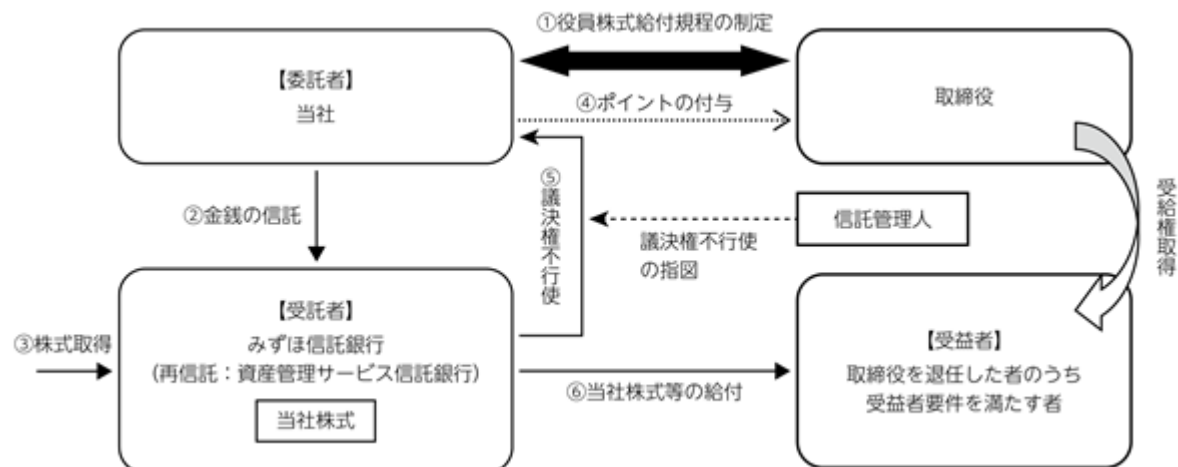 ①役員株式給付規程の制定
【委託者】
当社
④ポイントの付与
取締役
②金銭の信託
⑤議決権不行使
議決権不行使
の指図
信託管理人
受給権取得
③株式取得
【受託者】
みずほ信託銀行
(再信託:資産管理サービス信託銀行)
当社株式
⑥当社株式等の給付
【受益者】
取締役を退任した者のうち
受益者要件を満たす者